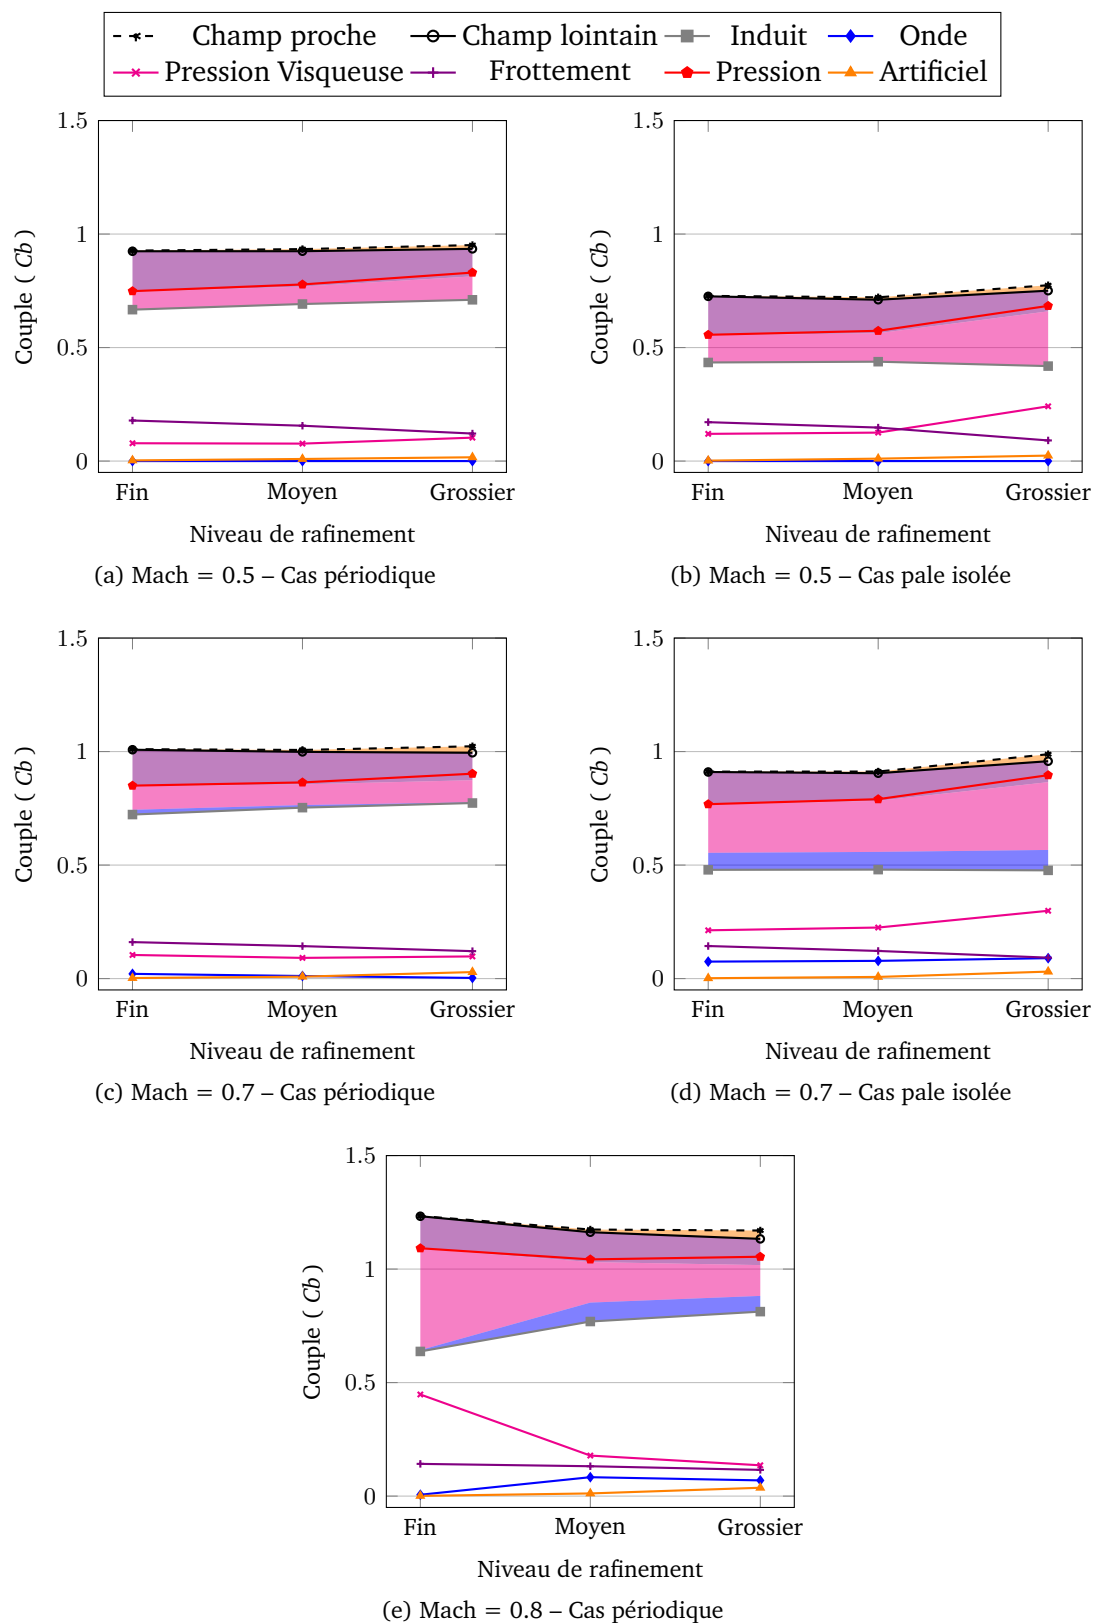 Champ proche Champ lointain Induit Onde
Pression Visqueuse Frottement Pression Artificiel
1.5
1
0.5
0
Couple ( Cb )
Fin Moyen Grossier
Niveau de rafinement
(a) Mach = 0.5 – Cas périodique
1.5
1
0.5
0
Couple ( Cb )
Fin Moyen Grossier
Niveau de rafinement
(b) Mach = 0.5 – Cas pale isolée
1.5
1
0.5
0
Couple ( Cb )
Fin Moyen Grossier
Niveau de rafinement
(c) Mach = 0.7 – Cas périodique
1.5
1
0.5
0
Couple ( Cb )
Fin Moyen Grossier
Niveau de rafinement
(d) Mach = 0.7 – Cas pale isolée
1.5
1
0.5
0
Couple ( Cb )
Fin Moyen Grossier
Niveau de rafinement
(e) Mach = 0.8 – Cas périodique